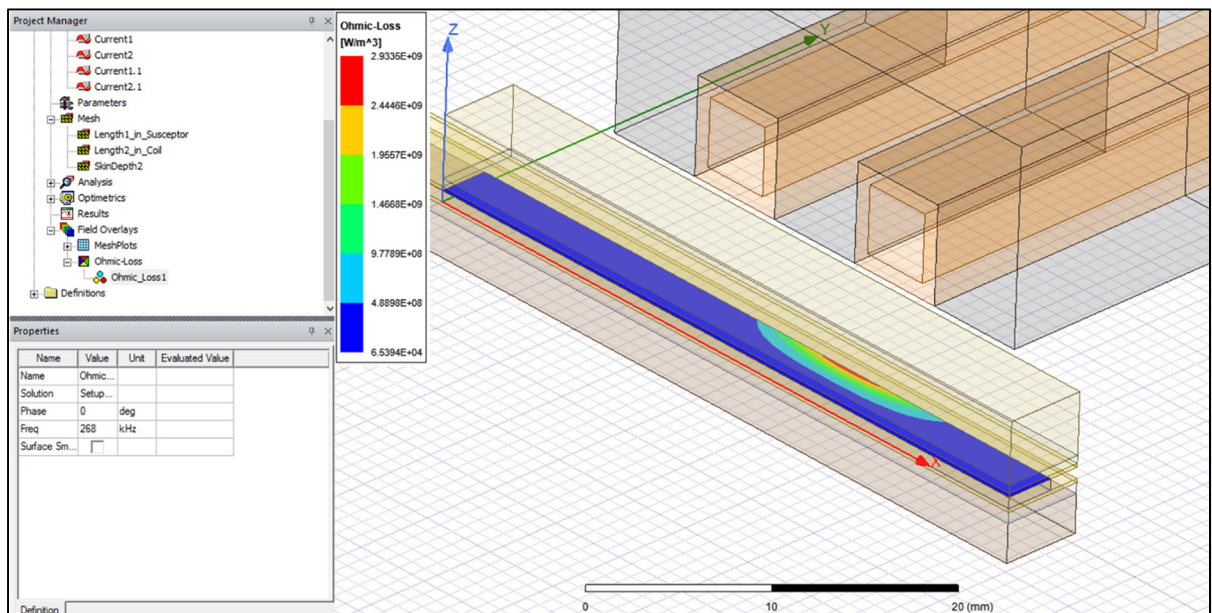 Project Manager
Current1
Current2
Current1.1
Current2.1
Parameters
Mesh
Length1_in_Susceptor
Length2_in_Coil
SkinDepth2
Analysis
Optimetrics
Results
Field Overlays
MeshPlots
Ohmic-Loss
Ohmic_Loss1
Definitions
Properties
Name Value Unit Evaluated Value
Name Ohmic...
Solution Setup...
Phase 0 deg
Freq 268 kHz
Surface Sm...
Definition
Ohmic-Loss
[W/m^3]
2.9335E+09
2.4446E+09
1.9557E+09
1.4668E+09
9.7789E+08
4.8898E+08
6.5394E+04
Z
Y
X
0 10 20 (mm)